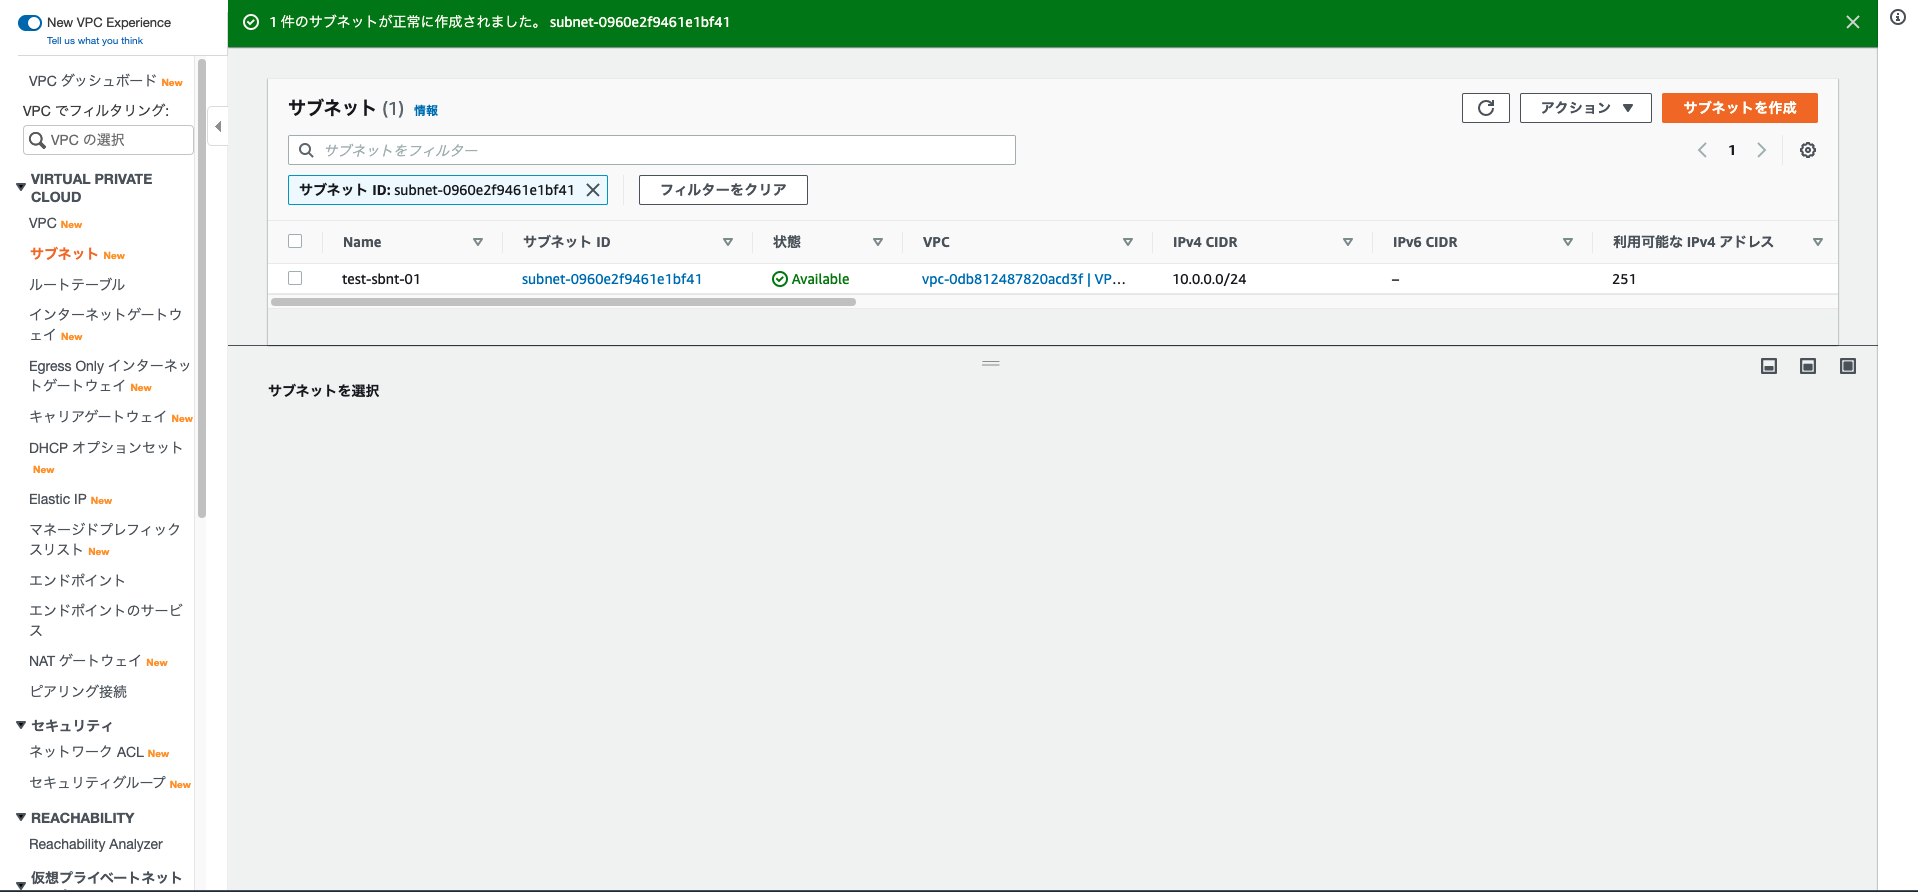 New VPC Experience
Tell us what you think
1 件のサブネットが正常に作成されました。 subnet-0960e2f9461e1bf41
VPC ダッシュボード New
VPC でフィルタリング:
VPC の選択
VIRTUAL PRIVATE
CLOUD
VPC New
サブネット New
ルートテーブル
インターネットゲートウ
ェイ New
Egress Only インターネッ
トゲートウェイ New
キャリアゲートウェイ New
DHCP オプションセット
New
Elastic IP New
マネージドプレフィック
スリスト New
エンドポイント
エンドポイントのサービ
ス
NAT ゲートウェイ New
ピアリング接続
セキュリティ
ネットワーク ACL New
セキュリティグループ New
REACHABILITY
Reachability Analyzer
仮想プライベートネット
サブネット (1) 情報
アクション
サブネットを作成
サブネットをフィルター
1
サブネット ID: subnet-0960e2f9461e1bf41
フィルターをクリア
Name サブネット ID 状態 VPC IPv4 CIDR IPv6 CIDR 利用可能な IPv4 アドレス
test-sbnt-01 subnet-0960e2f9461e1bf41 Available vpc-0db812487820acd3f | VP... 10.0.0.0/24 – 251
サブネットを選択